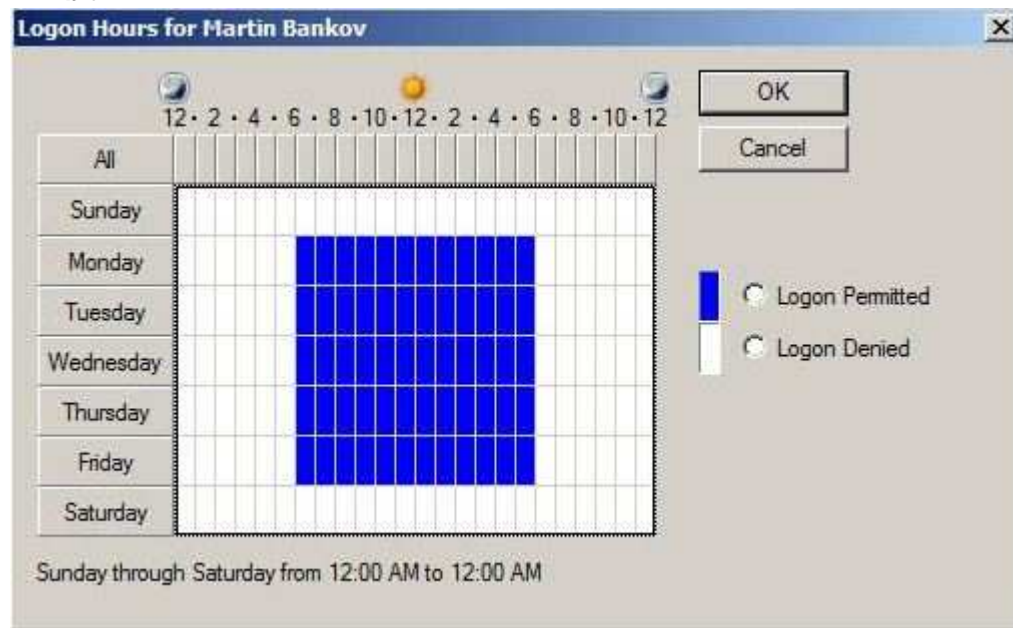 Logon Hours for Martin Bankov
OK
12 · 2 · 4 · 6 · 8 · 10 · 12 · 2 · 4 · 6 · 8 · 10 · 12
Cancel
All
Sunday
Monday
Tuesday
Wednesday
Thursday
Friday
Saturday
Logon Permitted
Logon Denied
Sunday through Saturday from 12:00 AM to 12:00 AM